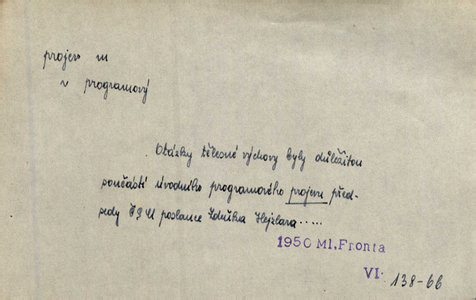 projev m
v programový
Otázky tělesné výchovy byly důležitou
součástí úvodního programového projevu před-
sedy ČSM poslance Zdeňka Hejzlara.....
1950 Ml. Fronta
VI. 138-66